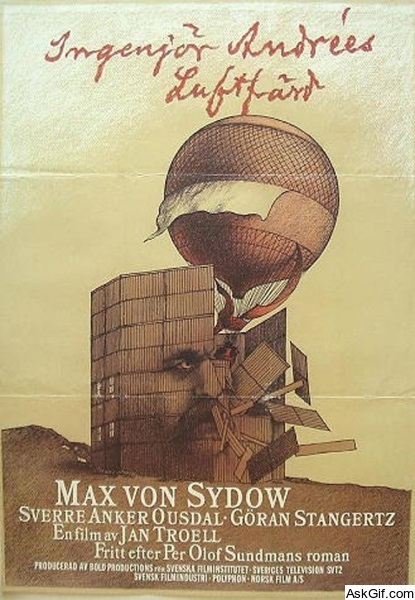 Ingenjör Andrées
Luftfärd
MAX VON SYDOW
SVERRE ANKER OUSDAL · GÖRAN STANGERTZ
En film av JAN TROELL
Fritt efter Per Olof Sundmans roman
PRODUCERAD AV BOLD PRODUCTIONS FÖR SVENSKA FILMINSTITUTET - SVERIGES TELEVISION SVT2
SVENSK FILMINDUSTRI - POLYPHON - NORSK FILM A/S
AskGif.com